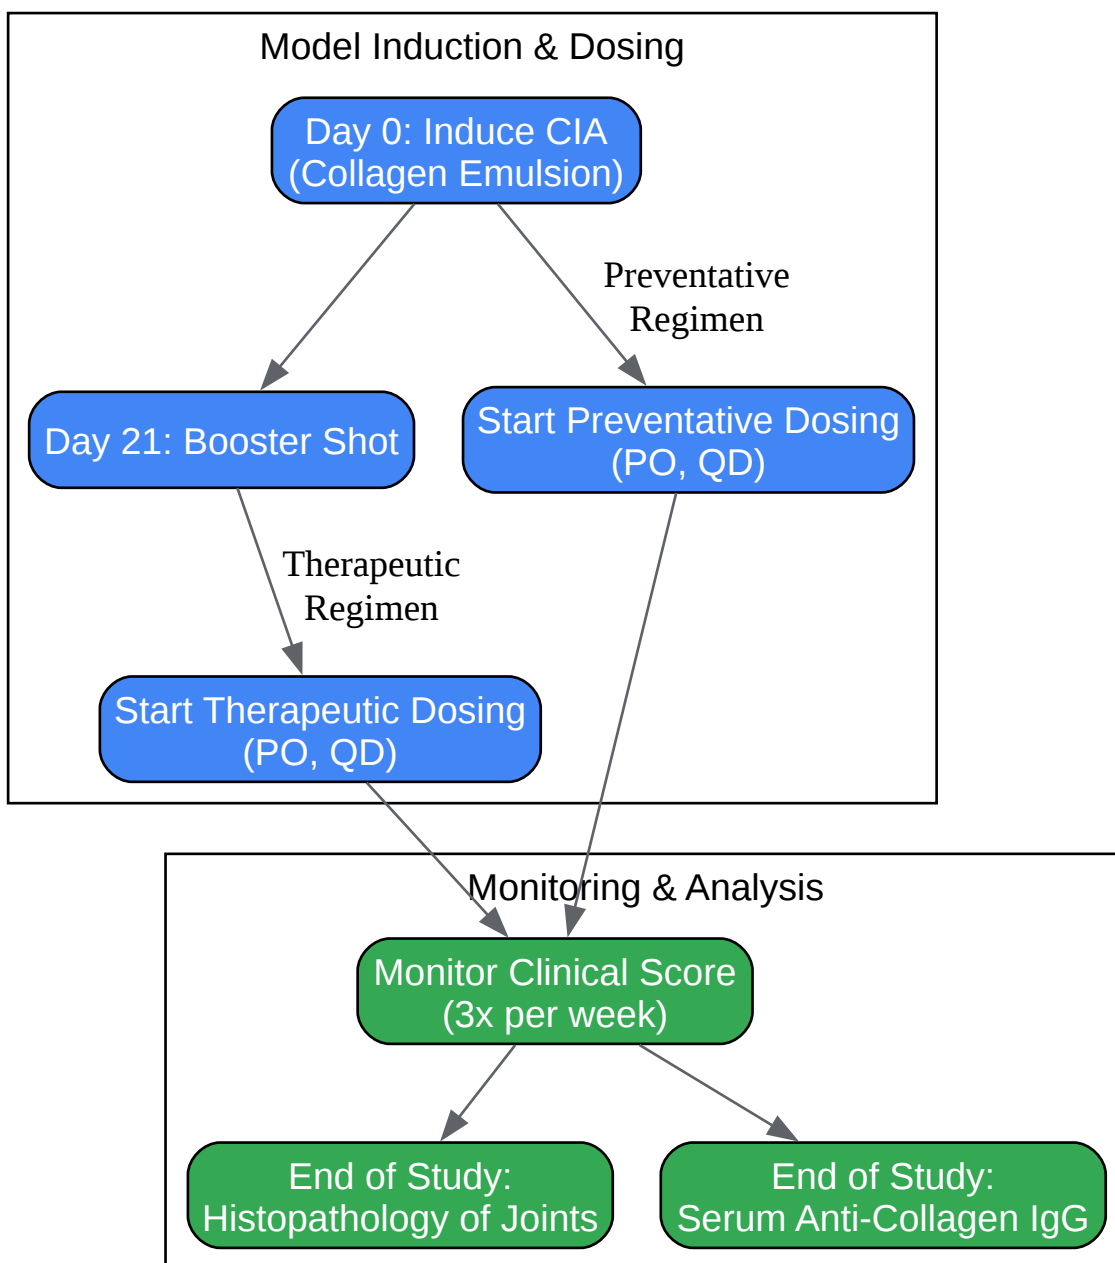 Model Induction & Dosing
Day 0: Induce CIA
(Collagen Emulsion)
Preventative
Regimen
Day 21: Booster Shot
Start Preventative Dosing
(PO, QD)
Therapeutic
Regimen
Start Therapeutic Dosing
(PO, QD)
Monitoring & Analysis
Monitor Clinical Score
(3x per week)
End of Study:
Histopathology of Joints
End of Study:
Serum Anti-Collagen IgG